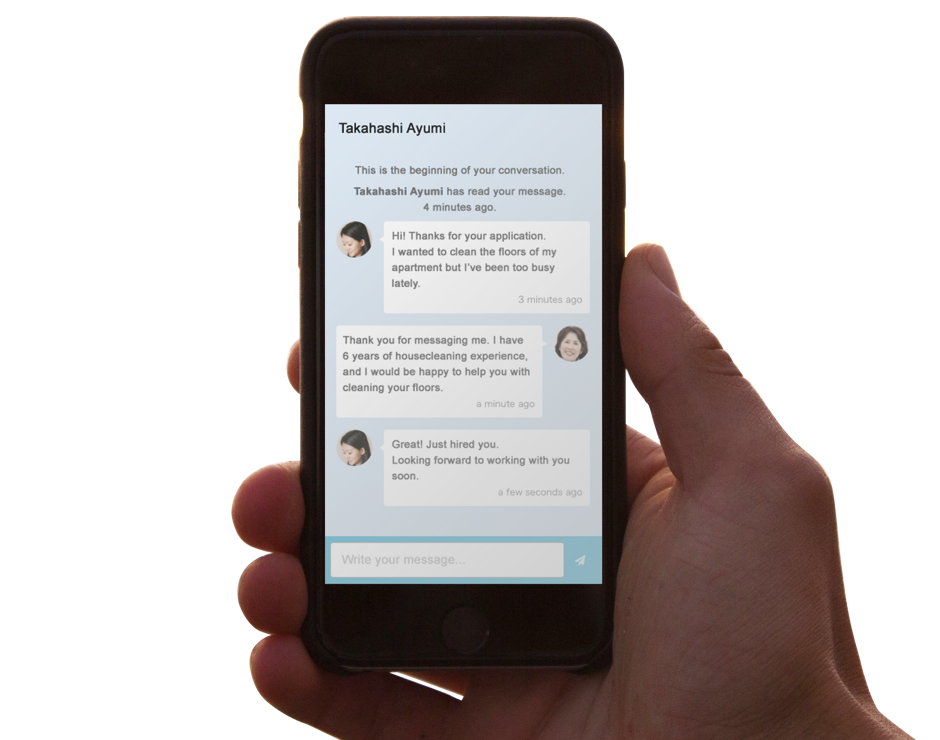 Takahashi Ayumi
This is the beginning of your conversation.
Takahashi Ayumi has read your message.
4 minutes ago.
Hi! Thanks for your application.
I wanted to clean the floors of my
apartment but I've been too busy
lately.
3 minutes ago
Thank you for messaging me. I have
6 years of housecleaning experience,
and I would be happy to help you with
cleaning your floors.
a minute ago
Great! Just hired you.
Looking forward to working with you
soon.
a few seconds ago
Write your message...